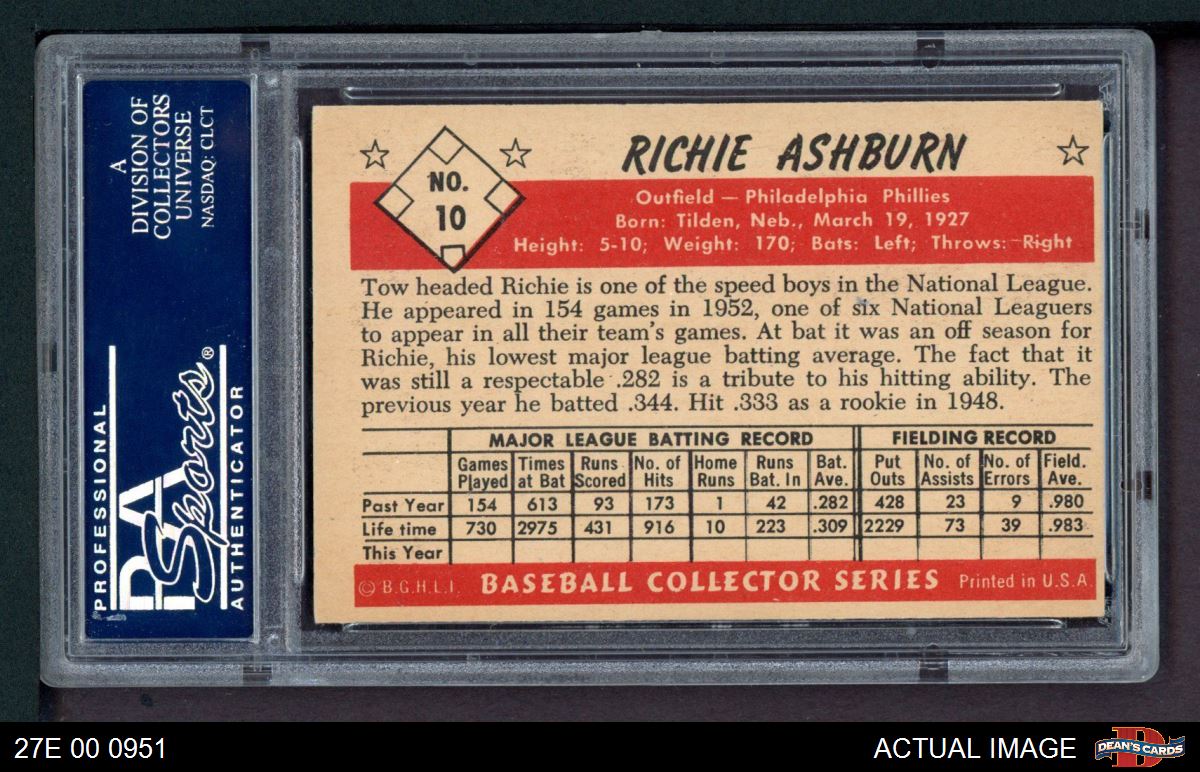 A
DIVISION OF
COLLECTORS
UNIVERSE
NASDAQ: CLCT
PROFESSIONAL
PSA
Sports®
AUTHENTICATOR
NO.
10
RICHIE ASHBURN
Outfield — Philadelphia Phillies
Born: Tilden, Neb., March 19, 1927
Height: 5-10; Weight: 170; Bats: Left; Throws: Right
Tow headed Richie is one of the speed boys in the National League.
He appeared in 154 games in 1952, one of six National Leaguers
to appear in all their team's games. At bat it was an off season for
Richie, his lowest major league batting average. The fact that it
was still a respectable .282 is a tribute to his hitting ability. The
previous year he batted .344. Hit .333 as a rookie in 1948.
MAJOR LEAGUE BATTING RECORD FIELDING RECORD
Games Times Runs No. of Home Runs Bat. Put No. of No. of Field.
Played at Bat Scored Hits Runs Bat. In Ave. Outs Assists Errors Ave.
Past Year 154 613 93 173 1 42 .282 428 23 9 .980
Life time 730 2975 431 916 10 223 .309 2229 73 39 .983
This Year
© B.G.H.L.I. BASEBALL COLLECTOR SERIES Printed in U.S.A.
27E 00 0951
ACTUAL IMAGE
D
DEAN'S CARDS